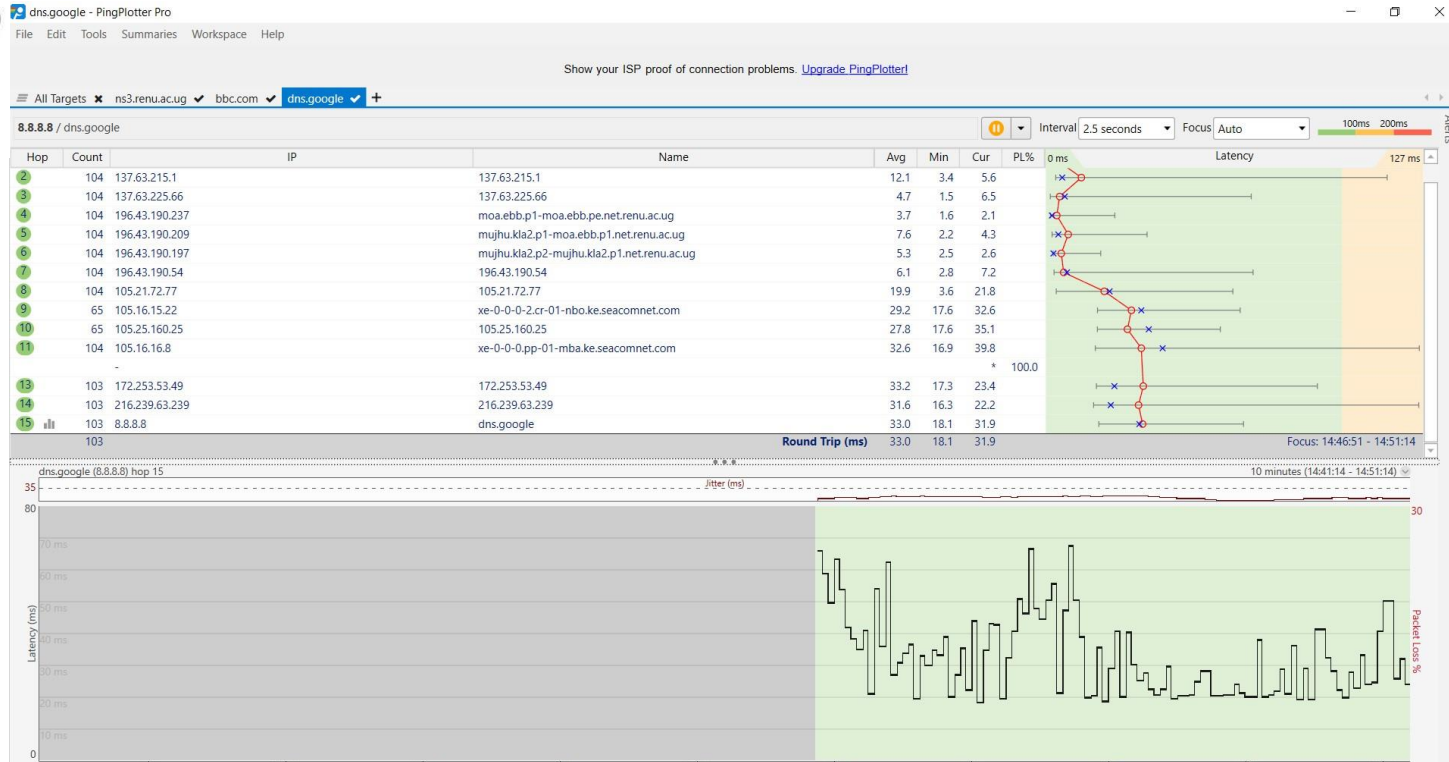 dns.google - PingPlotter Pro
File Edit Tools Summaries Workspace Help
Show your ISP proof of connection problems. Upgrade PingPlotter!
All Targets ns3.renu.ac.ug bbc.com dns.google +
8.8.8.8 / dns.google Interval 2.5 seconds Focus Auto 100ms 200ms
Alerts
Hop Count IP Name Avg Min Cur PL% 0 ms Latency 127 ms
2 104 137.63.215.1 137.63.215.1 12.1 3.4 5.6
3 104 137.63.225.66 137.63.225.66 4.7 1.5 6.5
4 104 196.43.190.237 moa.ebb.p1-moa.ebb.pe.net.renu.ac.ug 3.7 1.6 2.1
5 104 196.43.190.209 mujhu.kla2.p1-moa.ebb.p1.net.renu.ac.ug 7.6 2.2 4.3
6 104 196.43.190.197 mujhu.kla2.p2-mujhu.kla2.p1.net.renu.ac.ug 5.3 2.5 2.6
7 104 196.43.190.54 196.43.190.54 6.1 2.8 7.2
8 104 105.21.72.77 105.21.72.77 19.9 3.6 21.8
9 65 105.16.15.22 xe-0-0-0-2.cr-01-nbo.ke.seacomnet.com 29.2 17.6 32.6
10 65 105.25.160.25 105.25.160.25 27.8 17.6 35.1
11 104 105.16.16.8 xe-0-0-0.pp-01-mba.ke.seacomnet.com 32.6 16.9 39.8
- * 100.0
13 103 172.253.53.49 172.253.53.49 33.2 17.3 23.4
14 103 216.239.63.239 216.239.63.239 31.6 16.3 22.2
15 103 8.8.8.8 dns.google 33.0 18.1 31.9
103 Round Trip (ms) 33.0 18.1 31.9 Focus: 14:46:51 - 14:51:14
dns.google (8.8.8.8) hop 15 10 minutes (14:41:14 - 14:51:14)
35 Jitter (ms)
80 30
70 ms
60 ms
50 ms
40 ms
30 ms
20 ms
10 ms
0
Latency (ms)
Packet Loss %